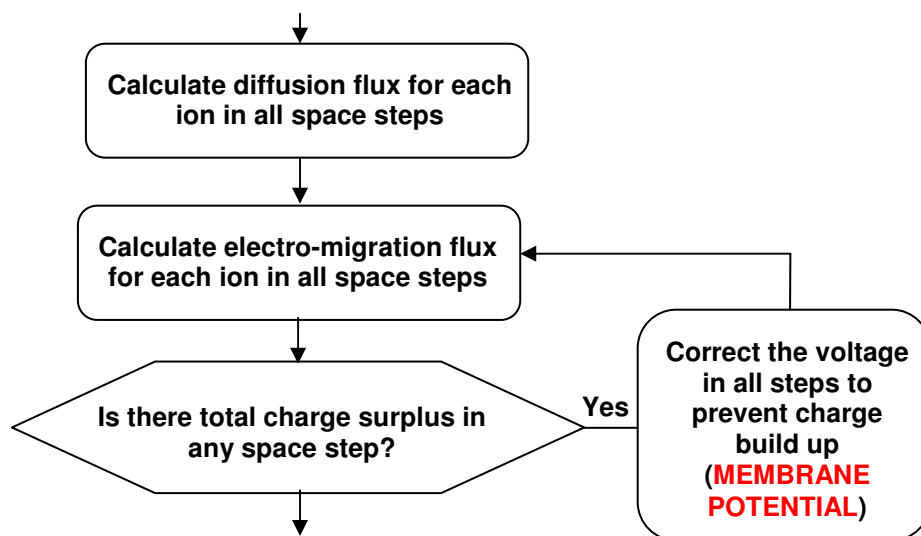 Calculate diffusion flux for each
ion in all space steps
Calculate electro-migration flux
for each ion in all space steps
Is there total charge surplus in
any space step?
Yes
Correct the voltage
in all steps to
prevent charge
build up
(MEMBRANE
POTENTIAL)